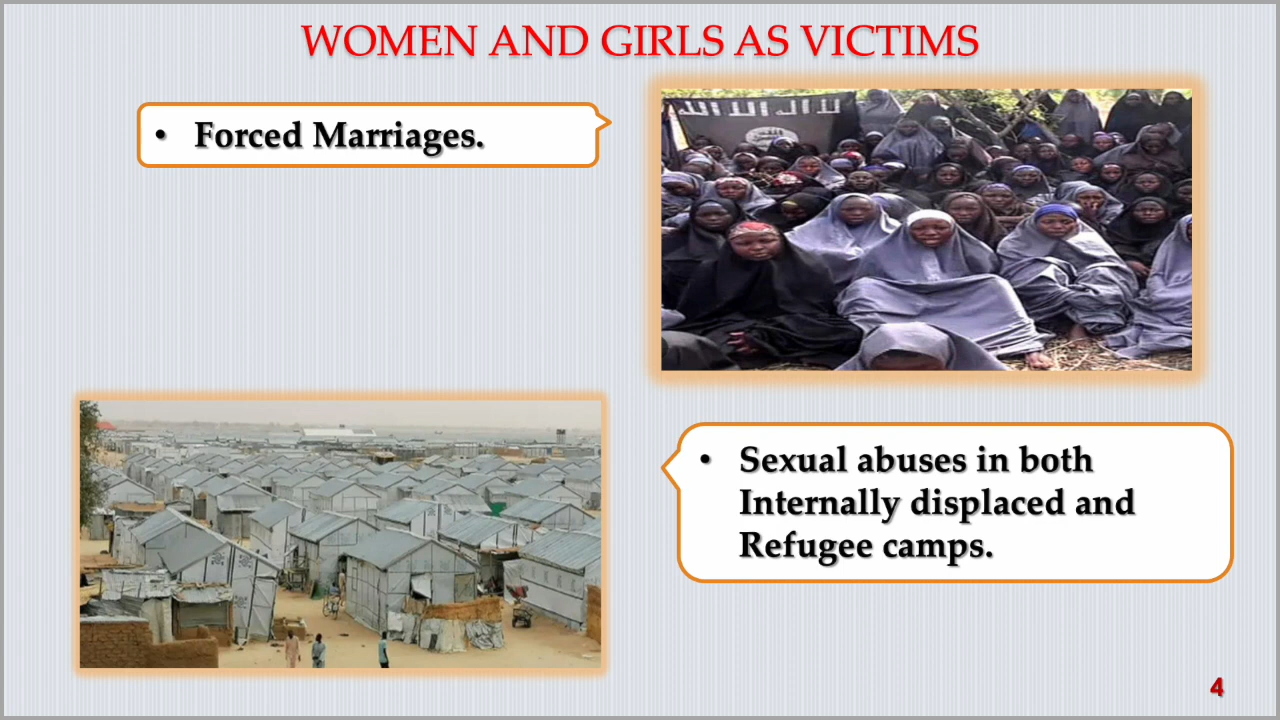 WOMEN AND GIRLS AS VICTIMS
• Forced Marriages.
• Sexual abuses in both
Internally displaced and
Refugee camps.
4